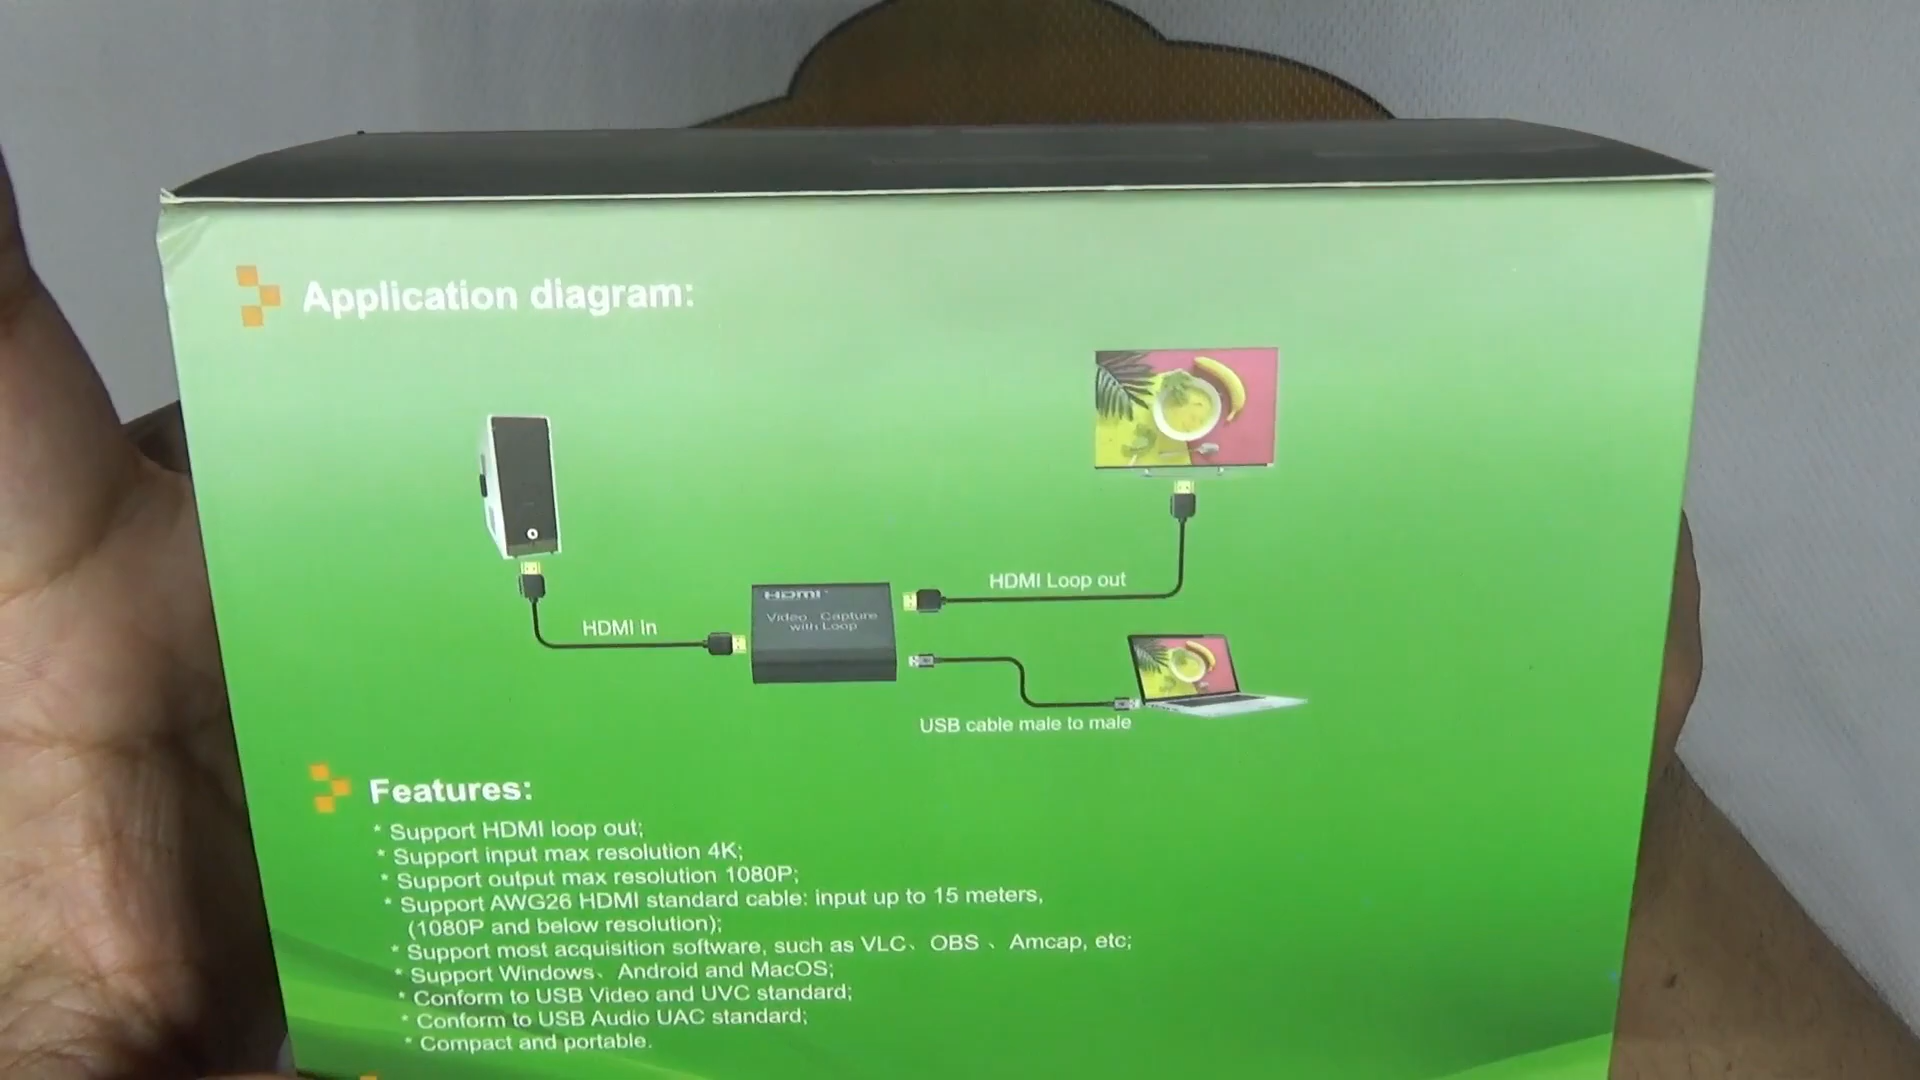 Application diagram:
HDMI Loop out
HDMI
Video Capture
with Loop
HDMI In
USB cable male to male
Features:
* Support HDMI loop out;
* Support input max resolution 4K;
* Support output max resolution 1080P;
* Support AWG26 HDMI standard cable: input up to 15 meters,
(1080P and below resolution);
* Support most acquisition software, such as VLC、OBS 、Amcap, etc;
* Support Windows、Android and MacOS;
* Conform to USB Video and UVC standard;
* Conform to USB Audio UAC standard;
* Compact and portable.